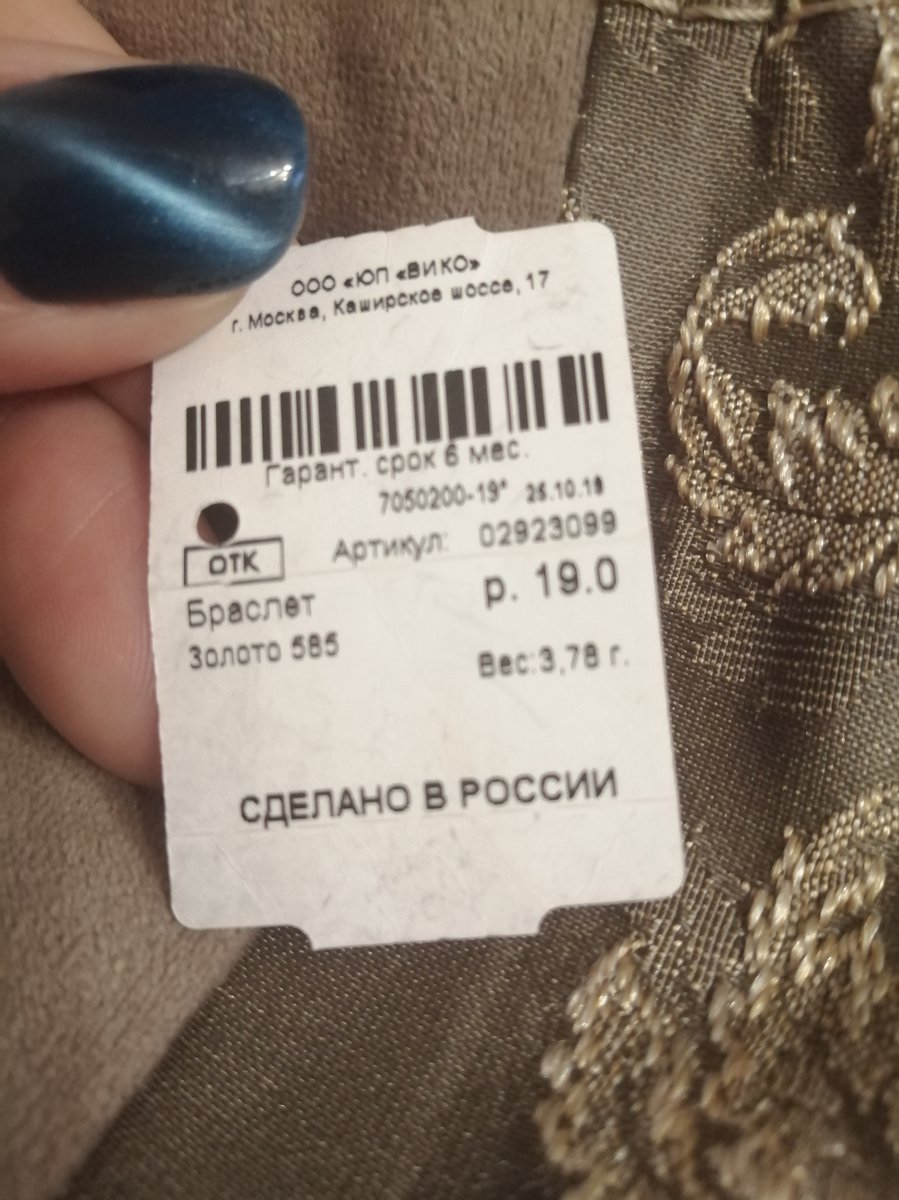 ООО «ЮП «ВИКО»
г. Москва, Каширское шоссе, 17
Гарант. срок 6 мес.
7050200-19* 25.10.19
Артикул: 02923099
ОТК
р. 19.0
Браслет
Золото 585
Вес:3,78 г.
СДЕЛАНО В РОССИИ